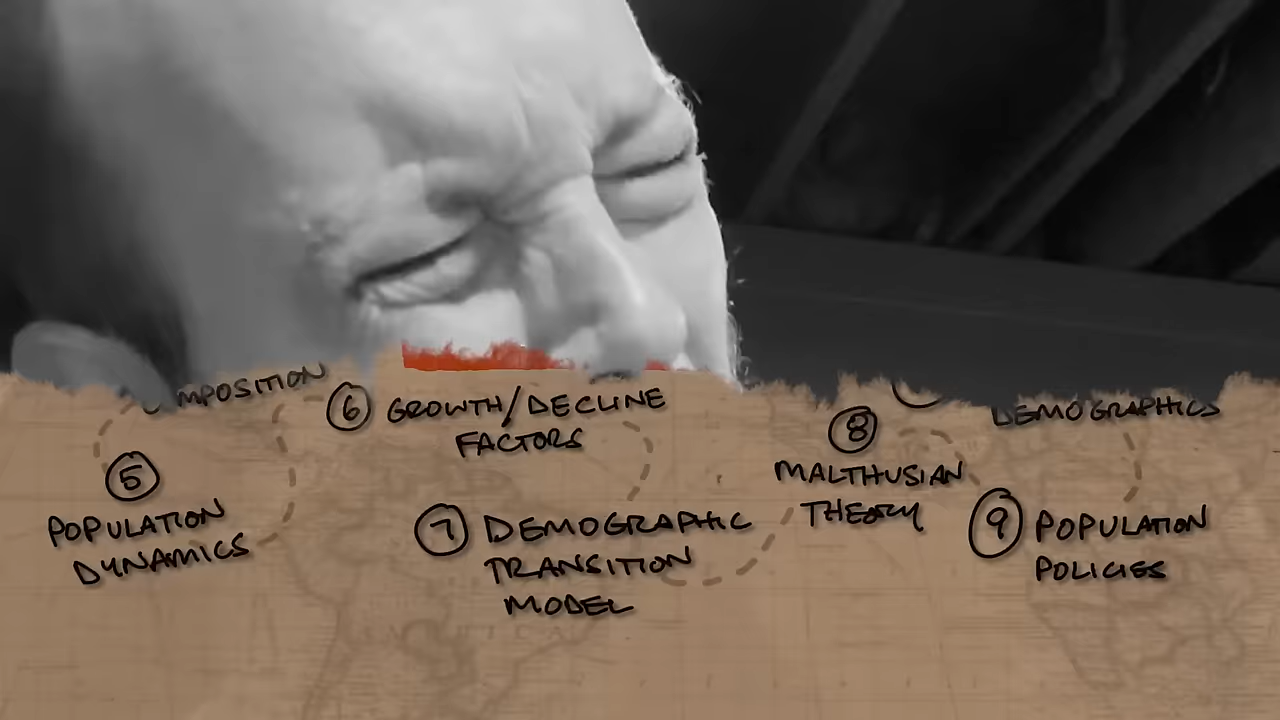 MPOSITION
5
POPULATION
DYNAMICS
6 GROWTH/DECLINE
FACTORS
7 DEMOGRAPHIC
TRANSITION
MODEL
8
MALTHUSIAN
THEORY
DEMOGRAPHICS
9 POPULATION
POLICIES